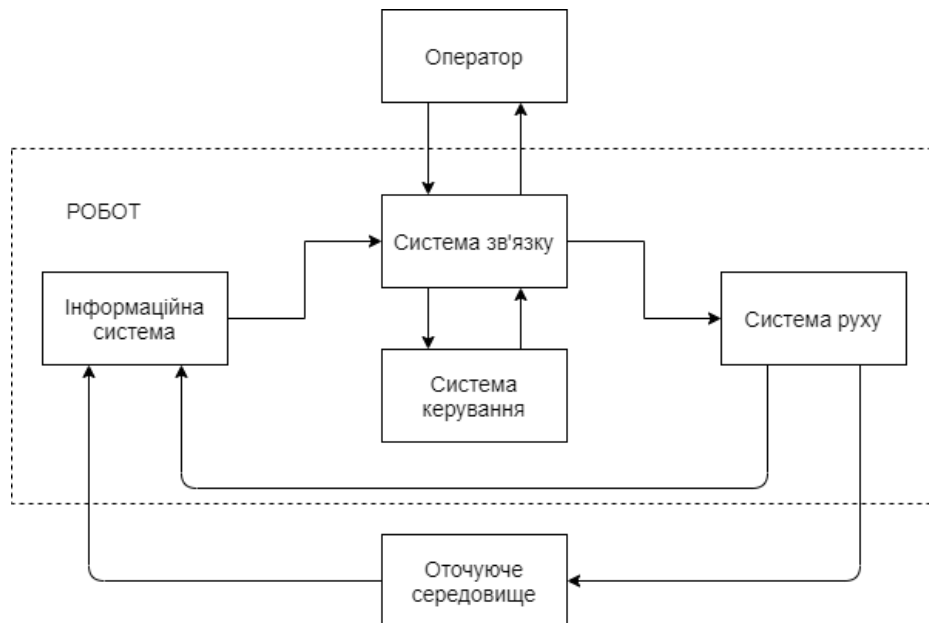 Оператор
РОБОТ
Система зв'язку
Інформаційна
система
Система руху
Система
керування
Оточуюче
середовище